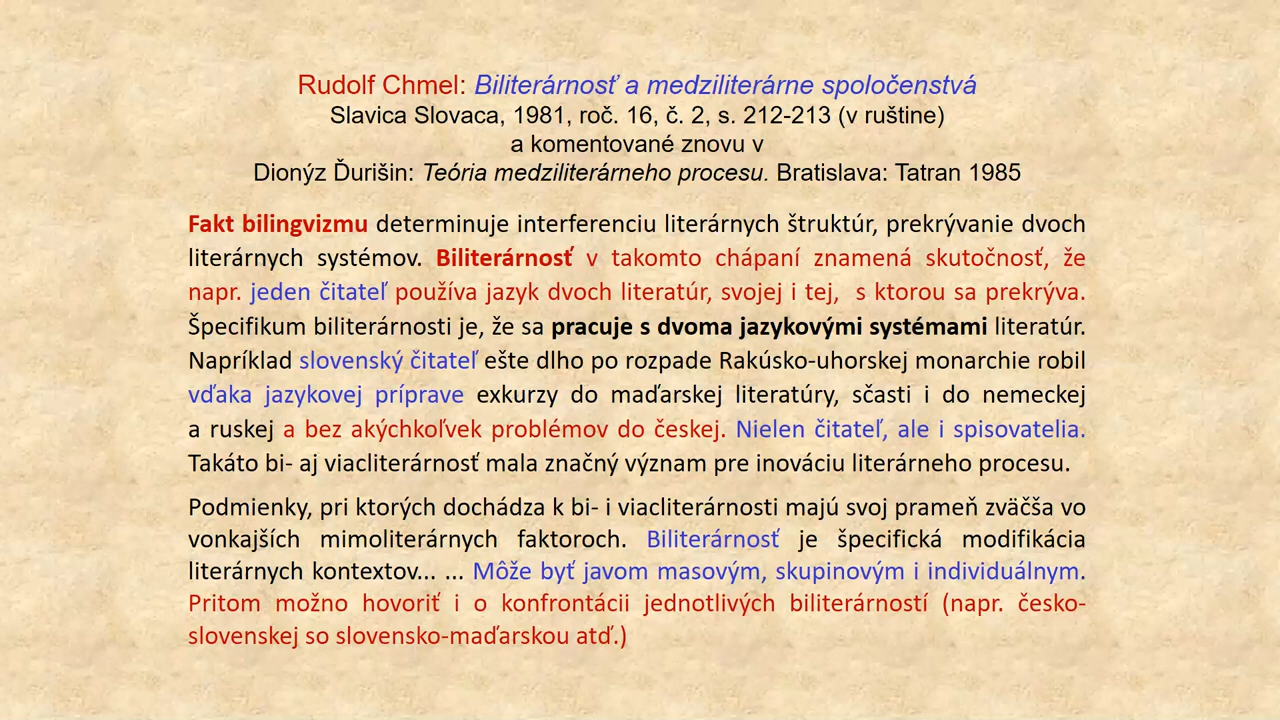 Rudolf Chmel: Biliterárnosť a medziliterárne spoločenstvá
Slavica Slovaca, 1981, roč. 16, č. 2, s. 212-213 (v ruštine)
a komentované znovu v
Dionýz Ďurišin: Teória medziliterárneho procesu. Bratislava: Tatran 1985
Fakt bilingvizmu determinuje interferenciu literárnych štruktúr, prekrývanie dvoch
literárnych systémov. Biliterárnosť v takomto chápaní znamená skutočnosť, že
napr. jeden čitateľ používa jazyk dvoch literatúr, svojej i tej, s ktorou sa prekrýva.
Špecifikum biliterárnosti je, že sa pracuje s dvoma jazykovými systémami literatúr.
Napríklad slovenský čitateľ ešte dlho po rozpade Rakúsko-uhorskej monarchie robil
vďaka jazykovej príprave exkurzy do maďarskej literatúry, sčasti i do nemeckej
a ruskej a bez akýchkoľvek problémov do českej. Nielen čitateľ, ale i spisovatelia.
Takáto bi- aj viacliterárnosť mala značný význam pre inováciu literárneho procesu.
Podmienky, pri ktorých dochádza k bi- i viacliterárnosti majú svoj prameň zväčša vo
vonkajších mimoliterárnych faktoroch. Biliterárnosť je špecifická modifikácia
literárnych kontextov... ... Môže byť javom masovým, skupinovým i individuálnym.
Pritom možno hovoriť i o konfrontácii jednotlivých biliterárností (napr. česko-
slovenskej so slovensko-maďarskou atď.)